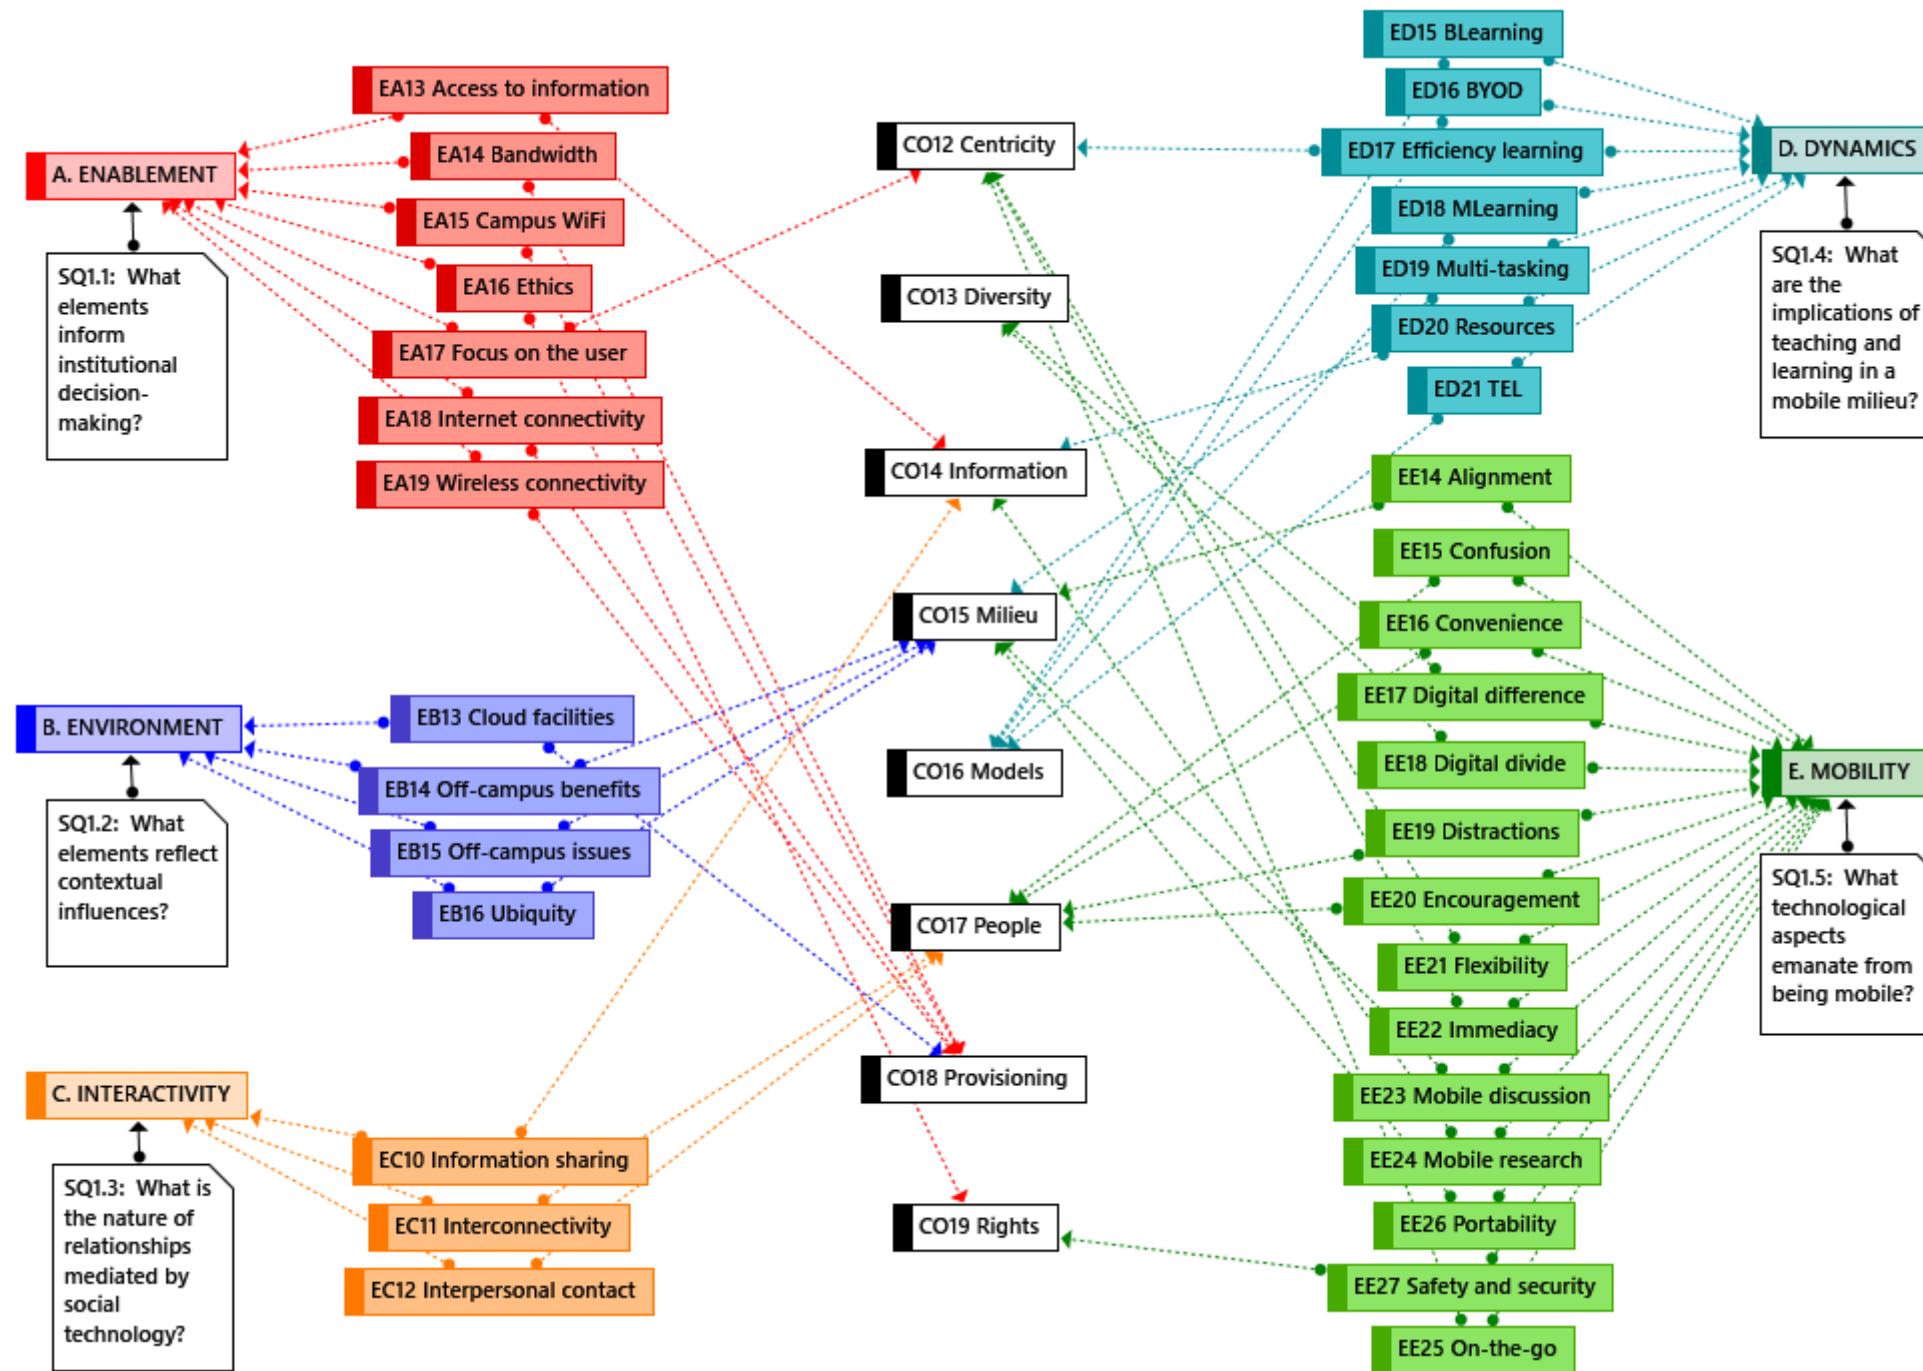 A. ENABLEMENT
SQ1.1: What
elements
inform
institutional
decision-
making?
B. ENVIRONMENT
SQ1.2: What
elements reflect
contextual
influences?
C. INTERACTIVITY
SQ1.3: What is
the nature of
relationships
mediated by
social
technology?
EA13 Access to information
EA14 Bandwidth
EA15 Campus WiFi
EA16 Ethics
EA17 Focus on the user
EA18 Internet connectivity
EA19 Wireless connectivity
EB13 Cloud facilities
EB14 Off-campus benefits
EB15 Off-campus issues
EB16 Ubiquity
EC10 Information sharing
EC11 Interconnectivity
EC12 Interpersonal contact
CO12 Centricity
CO13 Diversity
CO14 Information
CO15 Milieu
CO16 Models
CO17 People
CO18 Provisioning
CO19 Rights
ED15 BLearning
ED16 BYOD
ED17 Efficiency learning
ED18 MLearning
ED19 Multi-tasking
ED20 Resources
ED21 TEL
EE14 Alignment
EE15 Confusion
EE16 Convenience
EE17 Digital difference
EE18 Digital divide
EE19 Distractions
EE20 Encouragement
EE21 Flexibility
EE22 Immediacy
EE23 Mobile discussion
EE24 Mobile research
EE26 Portability
EE27 Safety and security
EE25 On-the-go
D. DYNAMICS
SQ1.4: What
are the
implications of
teaching and
learning in a
mobile milieu?
E. MOBILITY
SQ1.5: What
technological
aspects
emanate from
being mobile?